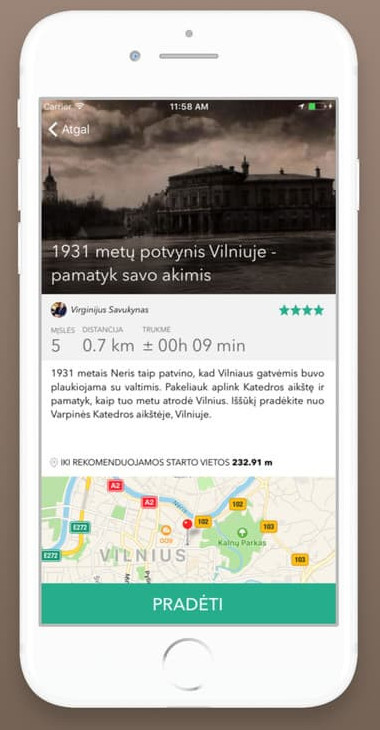 Carrier 11:58 AM
Atgal
1931 metų potvynis Vilniuje -
pamatyk savo akimis
Virginijus Savukynas
MĮSLĖS DISTANCIJA TRUKMĖ
5 0.7 km ± 00h 09 min
1931 metais Neris taip patvino, kad Vilniaus gatvėmis buvo
plaukiojama su valtimis. Pakeliauk aplink Katedros aikštę ir
pamatyk, kaip tuo metu atrodė Vilnius. Iššūkį pradėkite nuo
Varpinės Katedros aikštėje, Vilniuje.
IKI REKOMENDUOJAMOS STARTO VIETOS 232.91 m
A2
A2
102
E272
102
103
Kalnų Parkas
VILNIUS
E272
103
PRADĖTI